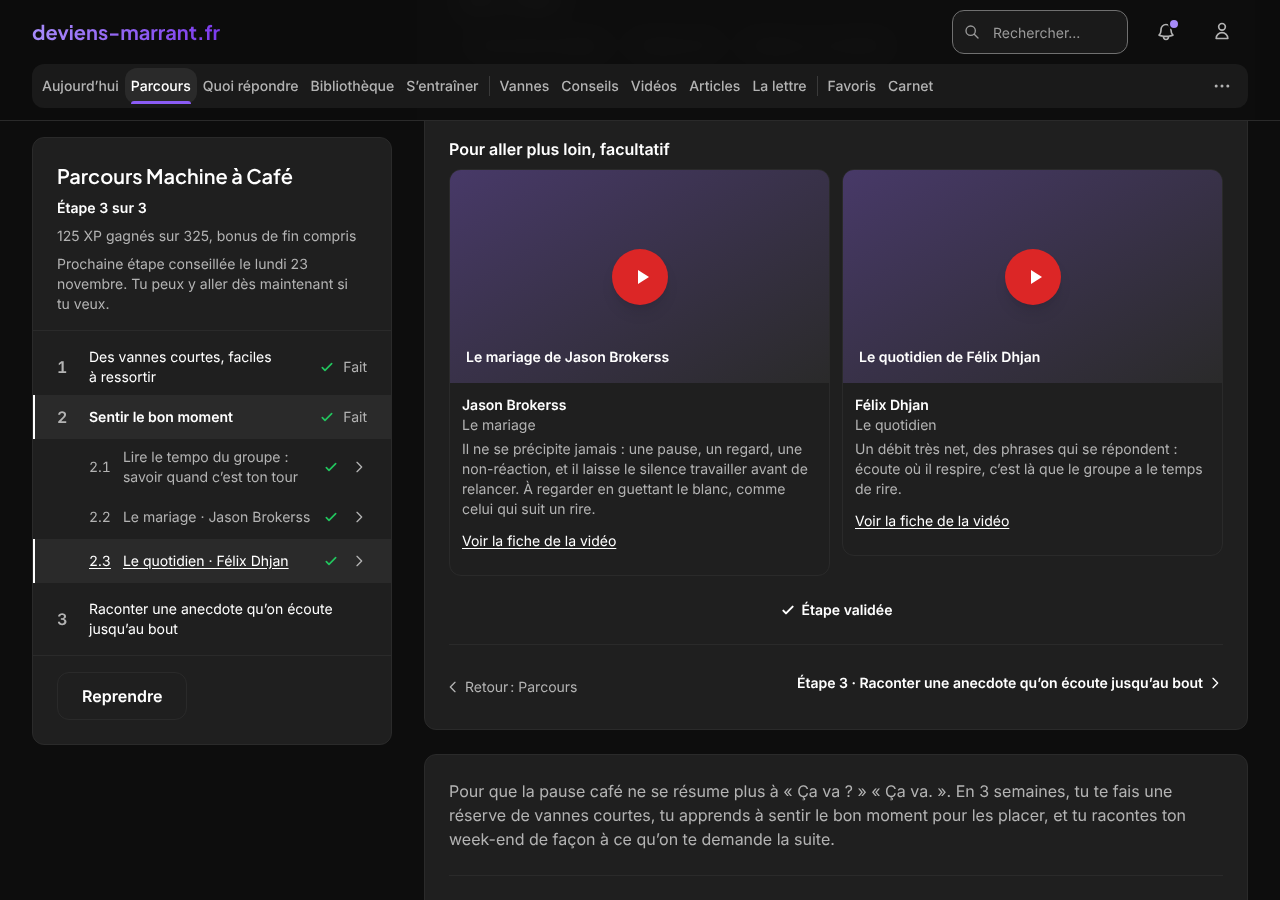 deviens-marrant.fr
Rechercher...
Aujourd’hui
Parcours
Quoi répondre
Bibliothèque
S’entraîner
Vannes
Conseils
Vidéos
Articles
La lettre
Favoris
Carnet
Parcours Machine à Café
Étape 3 sur 3
125 XP gagnés sur 325, bonus de fin compris
Prochaine étape conseillée le lundi 23
novembre. Tu peux y aller dès maintenant si
tu veux.
1
Des vannes courtes, faciles
à ressortir
Fait
2
Sentir le bon moment
Fait
2.1
Lire le tempo du groupe :
savoir quand c’est ton tour
2.2
Le mariage · Jason Brokerss
2.3
Le quotidien · Félix Dhjan
3
Raconter une anecdote qu’on écoute
jusqu’au bout
Reprendre
Pour aller plus loin, facultatif
Le mariage de Jason Brokerss
Jason Brokerss
Le mariage
Il ne se précipite jamais : une pause, un regard, une
non-réaction, et il laisse le silence travailler avant de
relancer. À regarder en guettant le blanc, comme
celui qui suit un rire.
Voir la fiche de la vidéo
Le quotidien de Félix Dhjan
Félix Dhjan
Le quotidien
Un débit très net, des phrases qui se répondent :
écoute où il respire, c’est là que le groupe a le temps
de rire.
Voir la fiche de la vidéo
Étape validée
Retour : Parcours
Étape 3 · Raconter une anecdote qu’on écoute jusqu’au bout
Pour que la pause café ne se résume plus à « Ça va ? » « Ça va. ». En 3 semaines, tu te fais une
réserve de vannes courtes, tu apprends à sentir le bon moment pour les placer, et tu racontes ton
week-end de façon à ce qu’on te demande la suite.